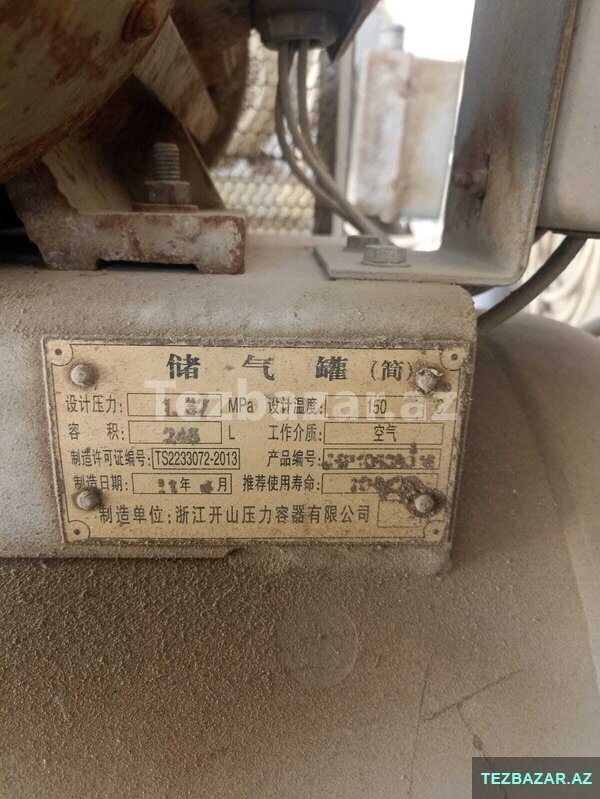 储气罐(简)
Tezbazar.az
设计压力: MPa 设计温度: 150
容积 L 工作介质: 空气
制造许可证编号: TS2233072-2013 产品编号:
制造日期: 年 月 推荐使用寿命:
制造单位: 浙江开山压力容器有限公司
TEZBAZAR.AZ